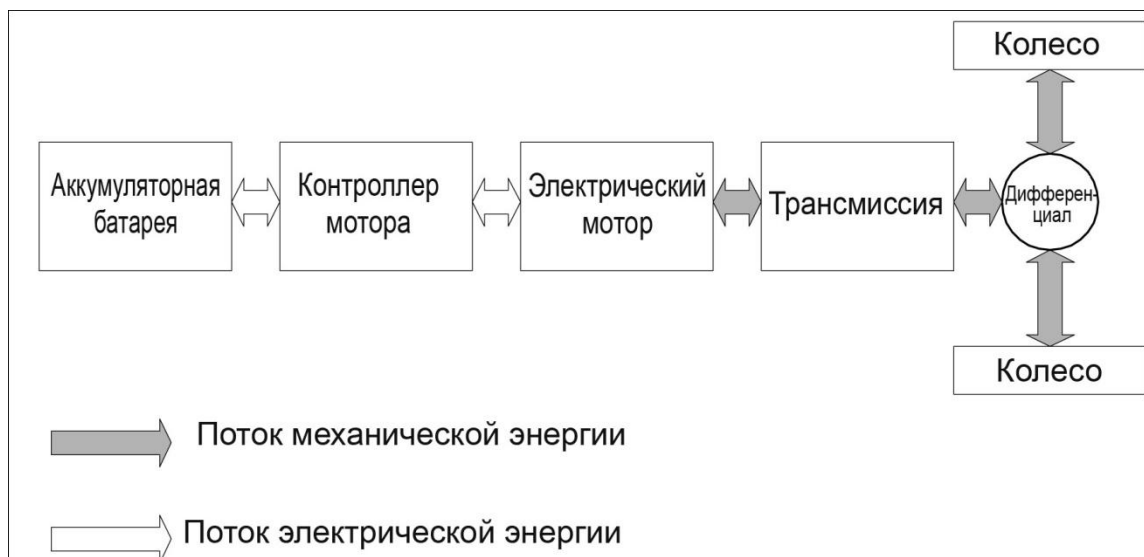 Колесо
Аккумуляторная
батарея
Контроллер
мотора
Электрический
мотор
Трансмиссия
Дифферен-
циал
Колесо
Поток механической энергии
Поток электрической энергии